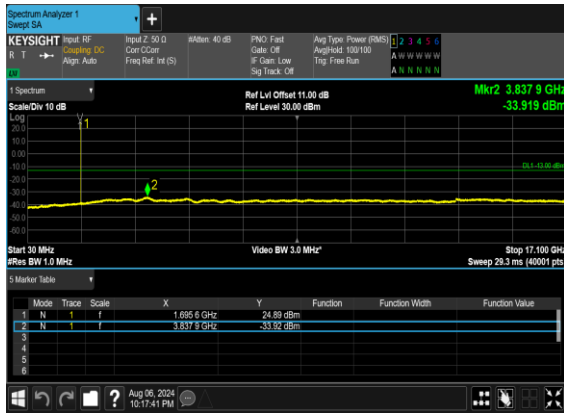 Spectrum Analyzer 1
Swept SA
+
KEYSIGHT Input: RF Input Z: 50 Ω #Atten: 40 dB PNO: Fast Avg Type: Power (RMS) 1 2 3 4 5 6
R T Coupling: DC Corr CCorr Gate: Off Avg|Hold: 100/100 A W W W W W
Align: Auto Freq Ref: Int (S) IF Gain: Low Trig: Free Run
Sig Track: Off A N N N N N
LXI
1 Spectrum Ref Lvl Offset 11.00 dB Mkr2 3.837 9 GHz
Scale/Div 10 dB Ref Level 30.00 dBm -33.919 dBm
Log
20.0
10.0
0.00
-10.0
-20.0
-30.0
-40.0
-50.0
-60.0
1
DL1 -13.00 dBm
2
Start 30 MHz Video BW 3.0 MHz* Stop 17.100 GHz
#Res BW 1.0 MHz Sweep 29.3 ms (40001 pts)
5 Marker Table
Mode Trace Scale X Y Function Function Width Function Value
1 N 1 f 1.695 6 GHz 24.89 dBm
2 N 1 f 3.837 9 GHz -33.92 dBm
3
4
5
6
? Aug 06, 2024
10:17:41 PM